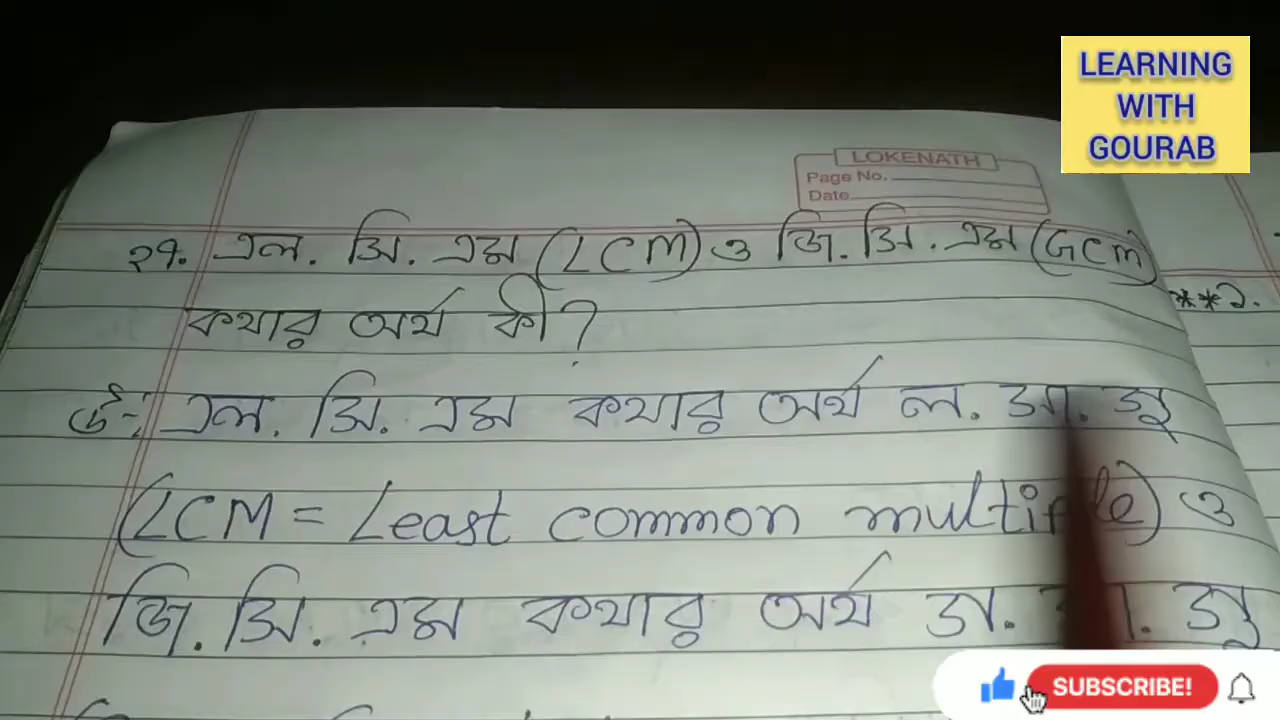 LEARNING
WITH
GOURAB
LOKENATH
Page No.
Date
২৭. এল. সি. এম (LCM) ও জি. সি. এম (GCM)
**১.
কথার অর্থ কী?
উঃ- এল. সি. এম কথার অর্থ ল. সা. গু
(LCM = Least common multiple) ও
জি. সি. এম কথার অর্থ গ. সা. গু
SUBSCRIBE!